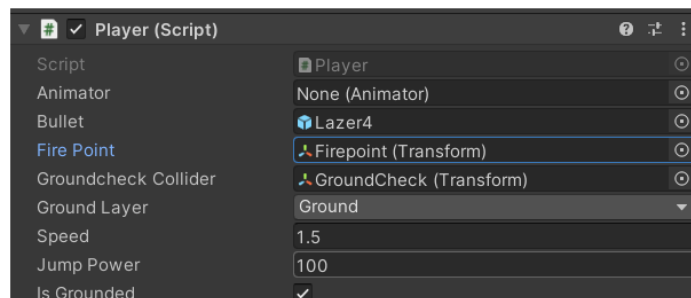 # Player (Script)
Script Player
Animator None (Animator)
Bullet Lazer4
Fire Point Firepoint (Transform)
Groundcheck Collider GroundCheck (Transform)
Ground Layer Ground
Speed 1.5
Jump Power 100
Is Grounded